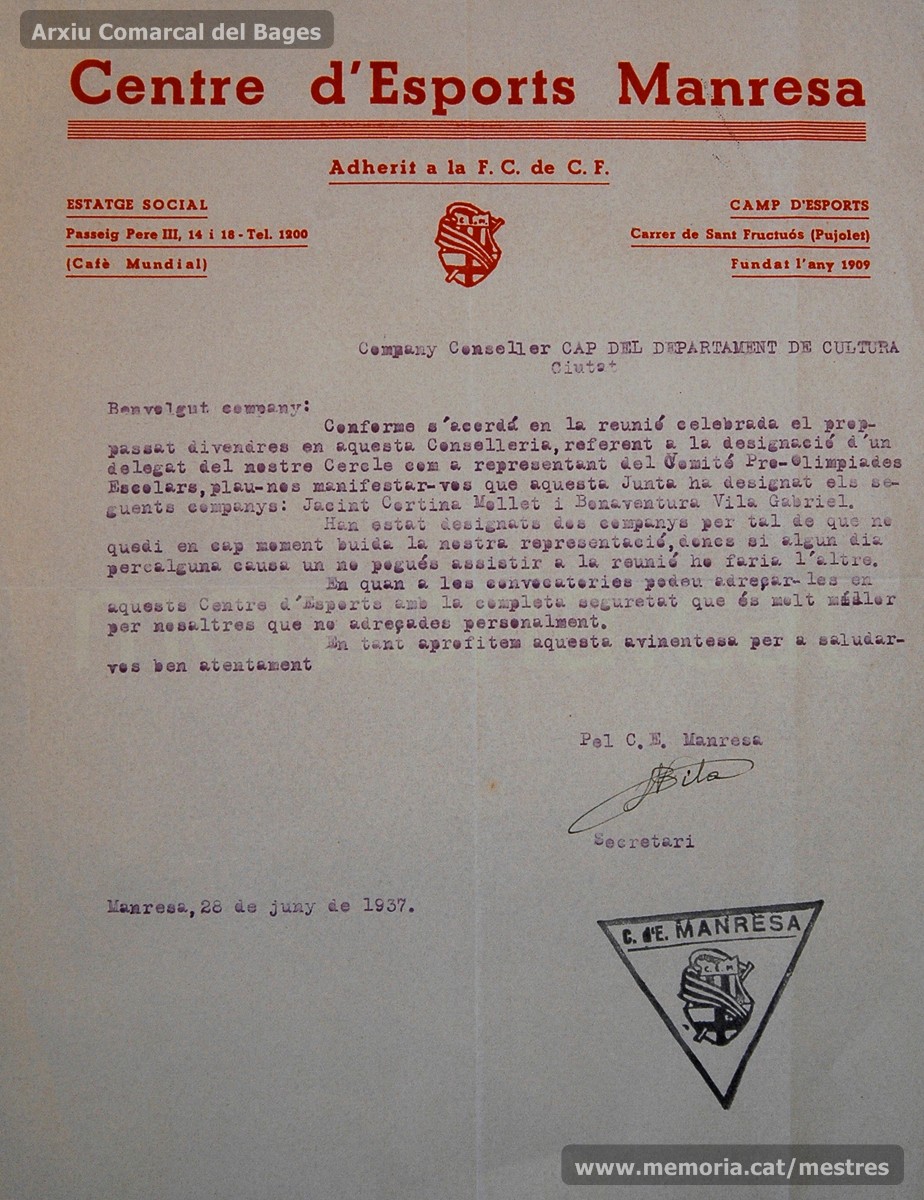 Arxiu Comarcal del Bages
Centre d'Esports Manresa
Adherit a la F. C. de C. F.
ESTATGE SOCIAL
Passeig Pere III, 14 i 18 - Tel. 1200
(Cafè Mundial)
CAMP D'ESPORTS
Carrer de Sant Fructuós (Pujolet)
Fundat l'any 1909
Company Conseller CAP DEL DEPARTAMENT DE CULTURA
Ciutat
Benvolgut company:
Conforme s'acordá en la reunió celebrada el prop-
passat divendres en aquesta Conselleria, referent a la designació d'un
delegat del nostre Cercle com a representant del Comité Pro-Olimpiades
Escolars, plau-nos manifestar-vos que aquesta Junta ha designat els se-
guents companys: Jacint Cortina Mollet i Bonaventura Vila Gabriel.
Han estat designats dos companys per tal de que no
quedi en cap moment buida la nostra representació, doncs si algun dia
percalguna causa un no pogués assistir a la reunió ho faria l'altre.
En quan a les convocatories podeu adreçar-les en
aquests Centre d'Esports amb la completa seguretat que és molt míller
per nosaltres que no adreçades personalment.
En tant aprofitem aquesta avinentesa per a saludar-
vos ben atentament
Pel C. E. Manresa
Vila
Secretari
Manresa, 28 de juny de 1937.
C. d'E. MANRESA
C. E. M.
www.memoria.cat/mestres